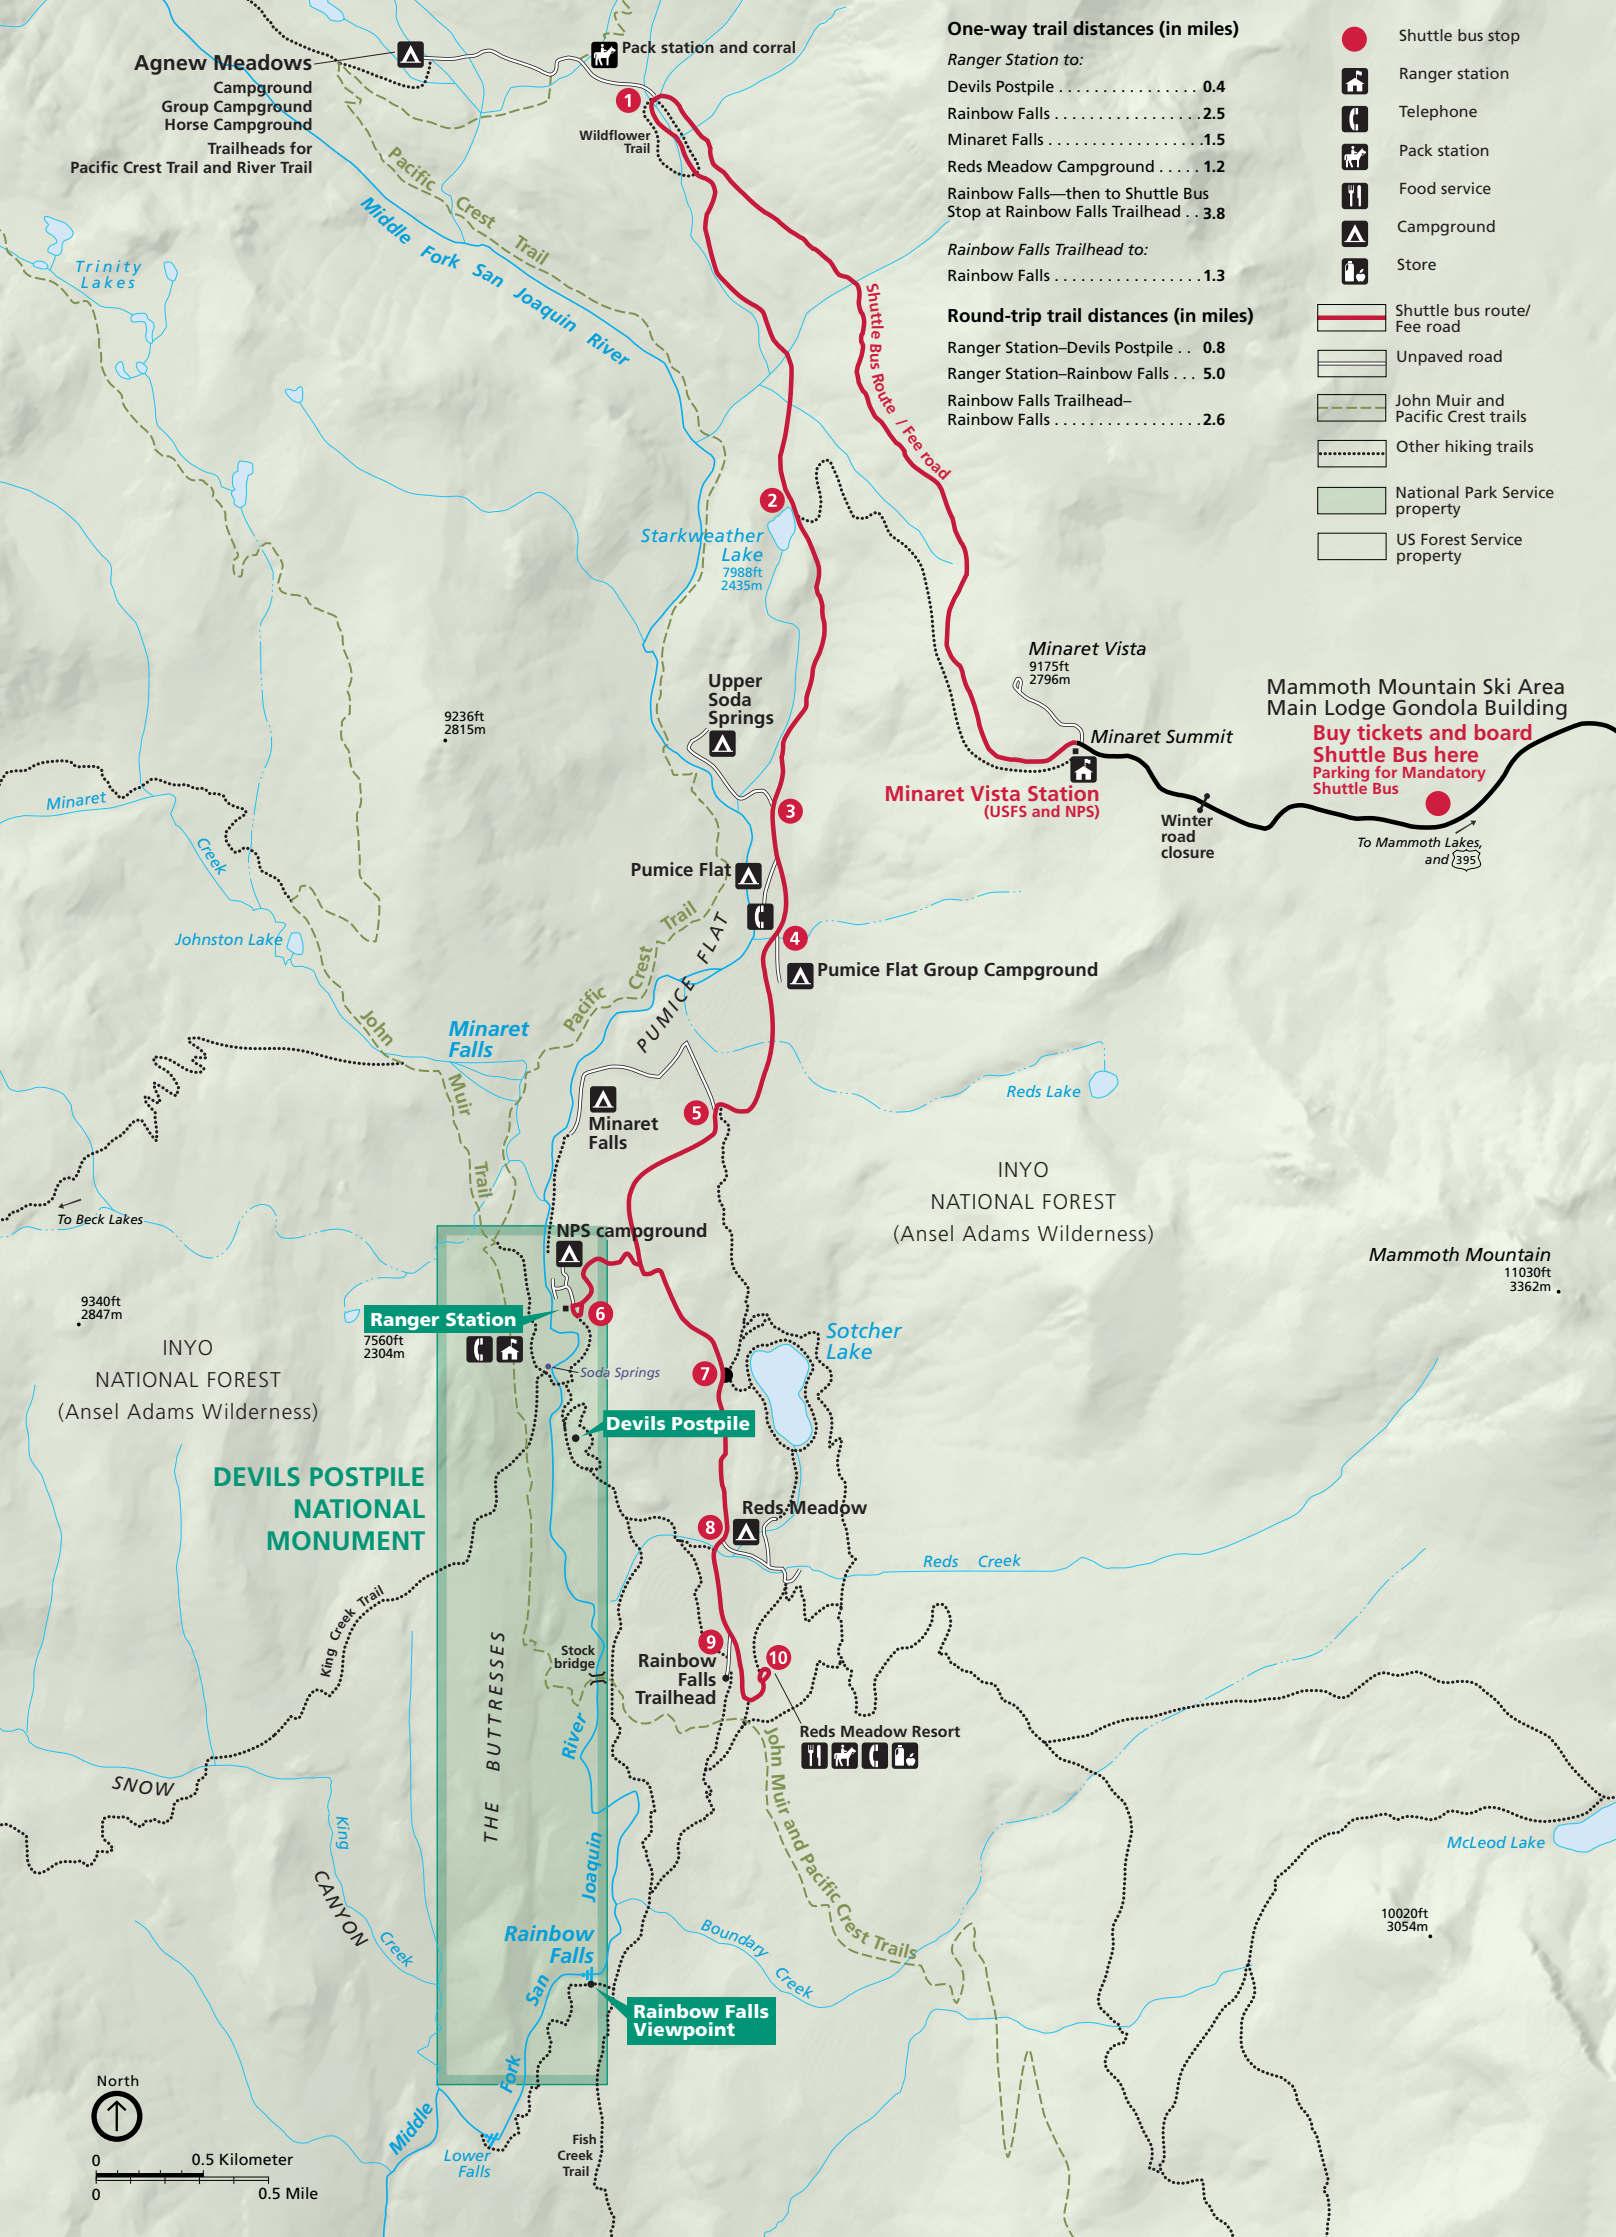 Agnew Meadows
Campground
Group Campground
Horse Campground
Trailheads for
Pacific Crest Trail and River Trail
Pack station and corral
1
Wildflower
Trail
One-way trail distances (in miles)
Ranger Station to:
Devils Postpile . . . . . . . . . . . . . . . . 0.4
Rainbow Falls . . . . . . . . . . . . . . . . . 2.5
Minaret Falls . . . . . . . . . . . . . . . . . . 1.5
Reds Meadow Campground . . . . . 1.2
Rainbow Falls—then to Shuttle Bus
Stop at Rainbow Falls Trailhead . . 3.8
Rainbow Falls Trailhead to:
Rainbow Falls . . . . . . . . . . . . . . . . . 1.3
Round-trip trail distances (in miles)
Ranger Station–Devils Postpile . . 0.8
Ranger Station–Rainbow Falls . . . 5.0
Rainbow Falls Trailhead–
Rainbow Falls . . . . . . . . . . . . . . . . . 2.6
Shuttle bus stop
Ranger station
Telephone
Pack station
Food service
Campground
Store
Shuttle bus route/
Fee road
Unpaved road
John Muir and
Pacific Crest trails
Other hiking trails
National Park Service
property
US Forest Service
property
Pacific Crest Trail
Middle Fork San Joaquin River
Trinity
Lakes
Shuttle Bus Route / Fee road
2
Starkweather
Lake
7988ft
2435m
Upper
Soda
Springs
9236ft
2815m
Minaret Vista
9175ft
2796m
Minaret Summit
Minaret Vista Station
(USFS and NPS)
Mammoth Mountain Ski Area
Main Lodge Gondola Building
Buy tickets and board
Shuttle Bus here
Parking for Mandatory
Shuttle Bus
Winter
road
closure
To Mammoth Lakes,
and 395
3
Minaret Creek
Pumice Flat
PUMICE FLAT
4
Pumice Flat Group Campground
Johnston Lake
Pacific Crest Trail
John Muir Trail
Minaret
Falls
Minaret
Falls
5
Reds Lake
INYO
NATIONAL FOREST
(Ansel Adams Wilderness)
To Beck Lakes
NPS campground
Mammoth Mountain
11030ft
3362m
9340ft
2847m
Ranger Station
7560ft
2304m
6
INYO
NATIONAL FOREST
(Ansel Adams Wilderness)
Soda Springs
Sotcher
Lake
7
Devils Postpile
DEVILS POSTPILE
NATIONAL
MONUMENT
Reds Meadow
8
Reds Creek
King Creek Trail
THE BUTTRESSES
Stock
bridge
9
Rainbow
Falls
Trailhead
10
Reds Meadow Resort
John Muir and Pacific Crest Trails
SNOW
CANYON
King
Creek
McLeod Lake
10020ft
3054m
Boundary Creek
Rainbow
Falls
Rainbow Falls
Viewpoint
Middle Fork San Joaquin River
Lower
Falls
Fish
Creek
Trail
North
0 0.5 Kilometer
0 0.5 Mile